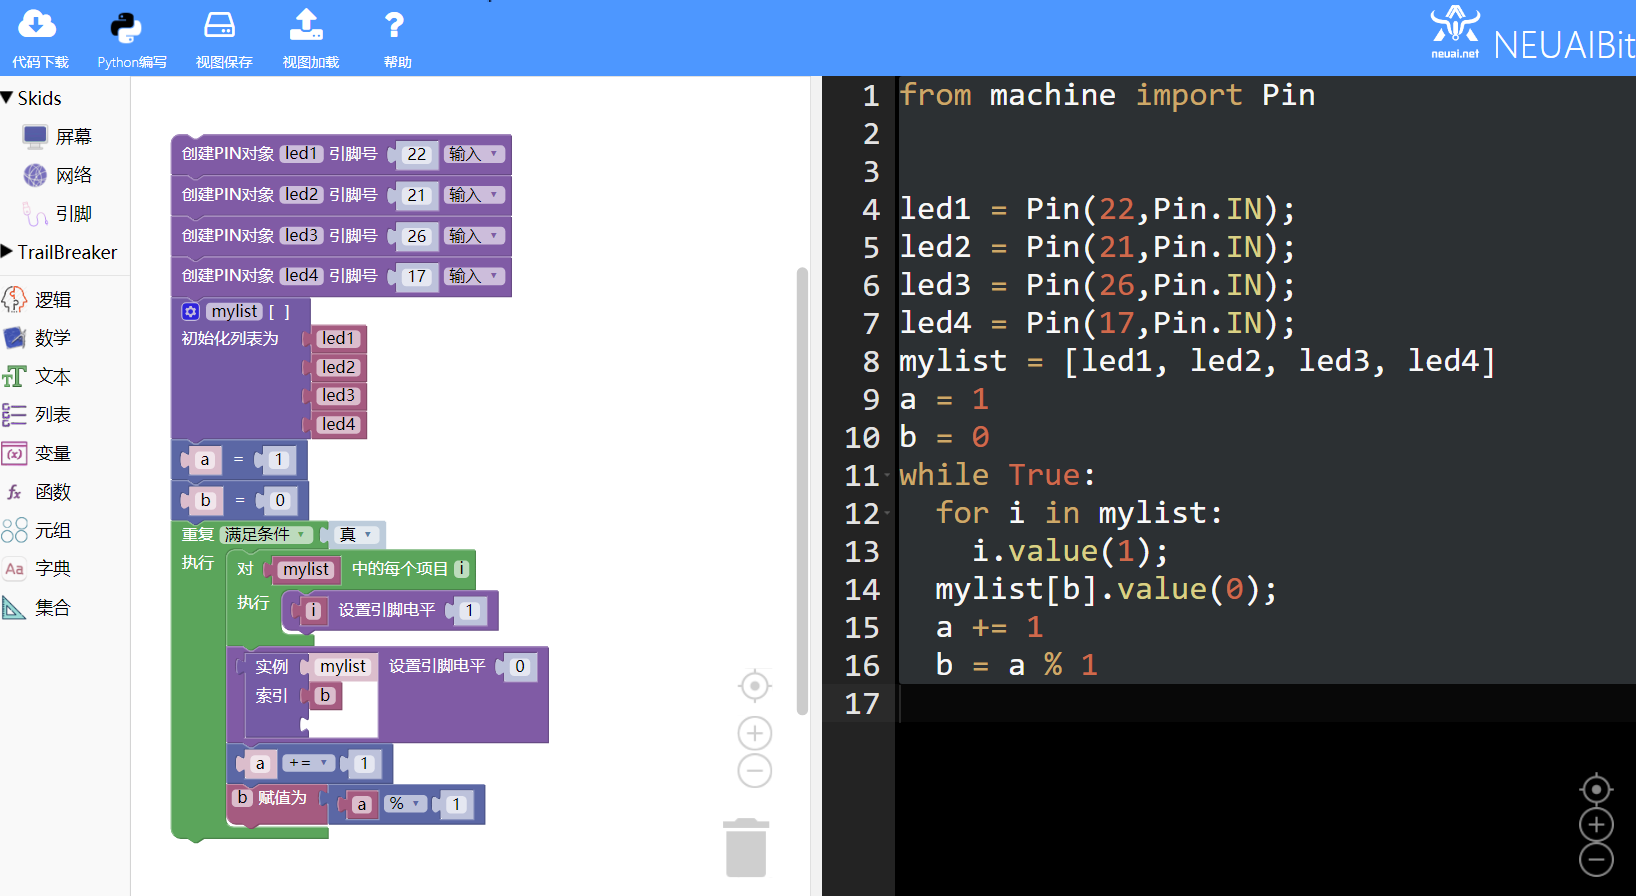 代码下载 Python编写 视图保存 视图加载 帮助
neuai.net NEUAIBit
Skids
屏幕
网络
引脚
TrailBreaker
逻辑
数学
文本
列表
变量
函数
元组
字典
集合
创建PIN对象 led1 引脚号 22 输入
创建PIN对象 led2 引脚号 21 输入
创建PIN对象 led3 引脚号 26 输入
创建PIN对象 led4 引脚号 17 输入
mylist [ ]
初始化列表为 led1
led2
led3
led4
a = 1
b = 0
重复 满足条件 真
执行 对 mylist 中的每个项目 i
执行 i 设置引脚电平 1
实例 mylist 设置引脚电平 0
索引 b
a += 1
b 赋值为 a % 1
1 from machine import Pin
2
3
4 led1 = Pin(22,Pin.IN);
5 led2 = Pin(21,Pin.IN);
6 led3 = Pin(26,Pin.IN);
7 led4 = Pin(17,Pin.IN);
8 mylist = [led1, led2, led3, led4]
9 a = 1
10 b = 0
11 while True:
12 for i in mylist:
13 i.value(1);
14 mylist[b].value(0);
15 a += 1
16 b = a % 1
17